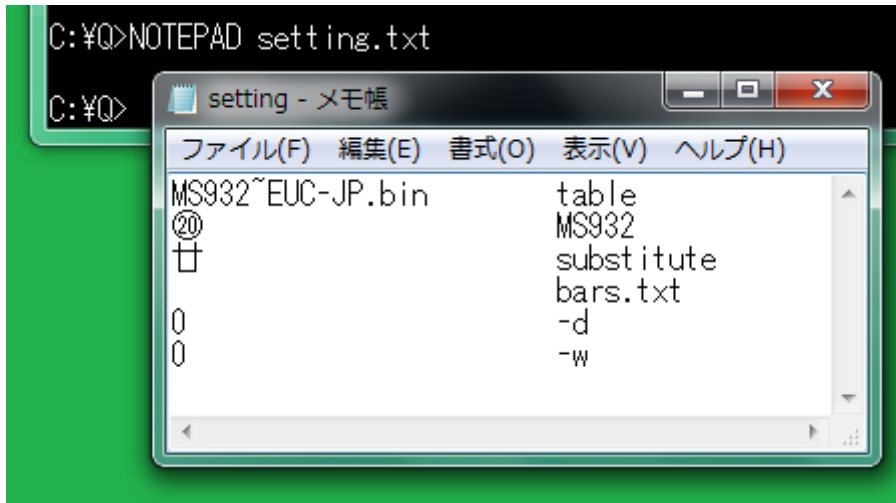 C:¥Q>NOTEPAD setting.txt
C:¥Q>
setting - メモ帳
ファイル(F) 編集(E) 書式(O) 表示(V) ヘルプ(H)
MS932~EUC-JP.bin table
⑳ MS932
廿 substitute
bars.txt
0 -d
0 -w